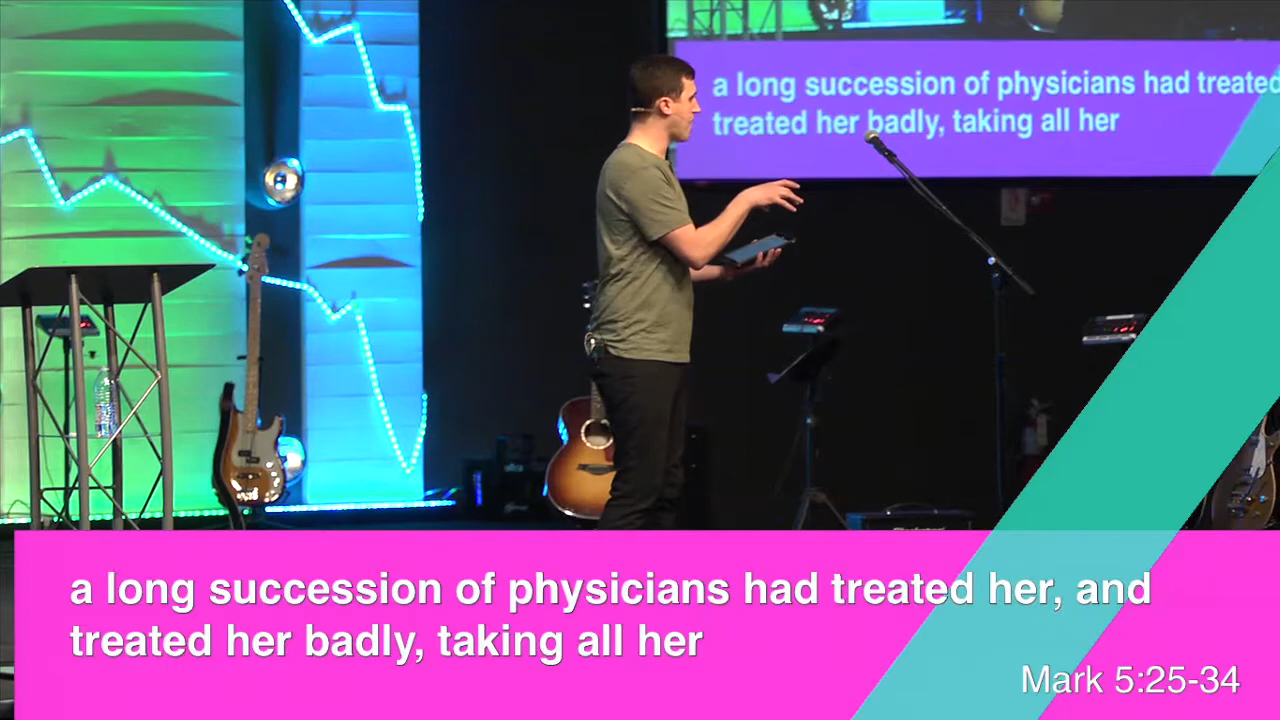 a long succession of physicians had treated
treated her badly, taking all her
a long succession of physicians had treated her, and
treated her badly, taking all her
Mark 5:25-34